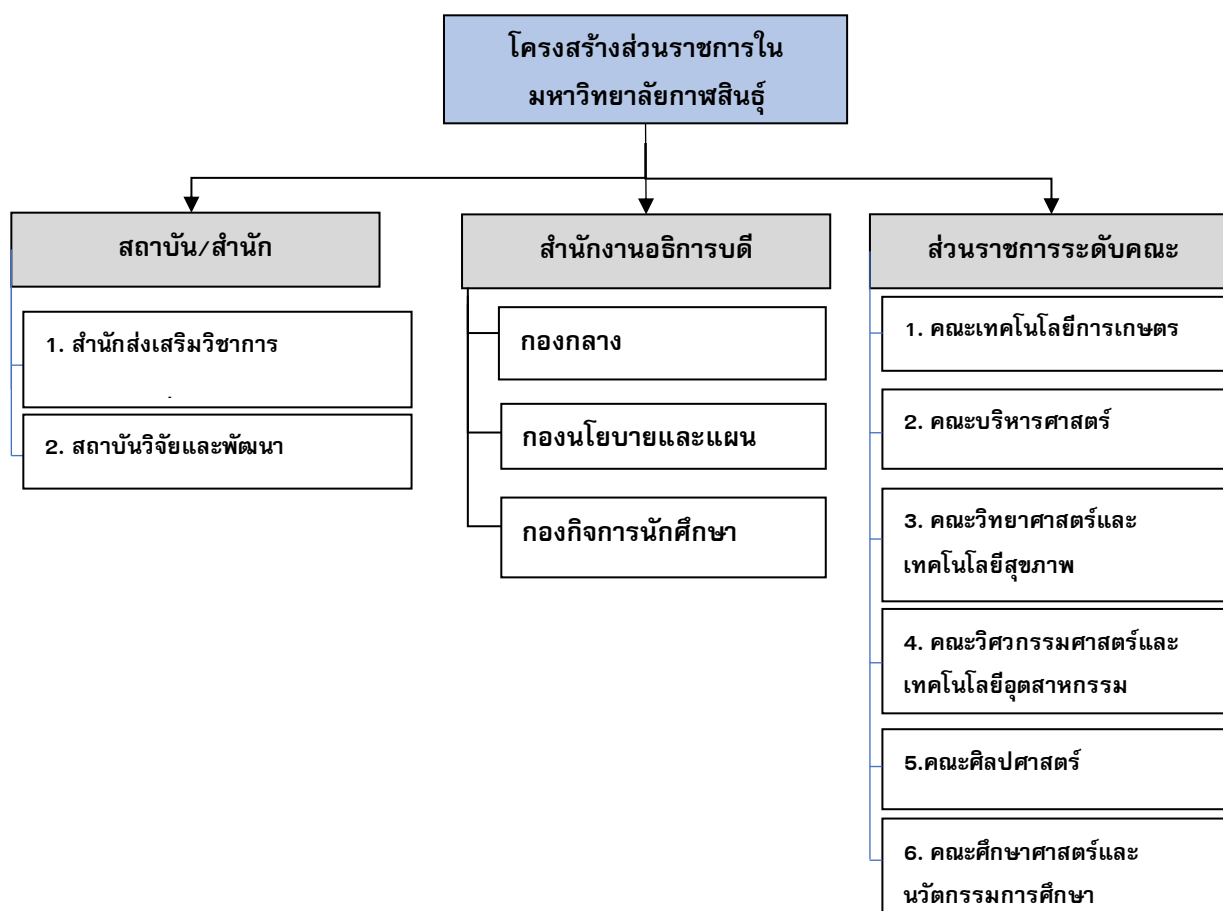 โครงสร้างส่วนราชการใน
มหาวิทยาลัยกาฬสินธุ์
สถาบัน/สำนัก
1. สำนักส่งเสริมวิชาการ
2. สถาบันวิจัยและพัฒนา
สำนักงานอธิการบดี
กองกลาง
กองนโยบายและแผน
กองกิจการนักศึกษา
ส่วนราชการระดับคณะ
1. คณะเทคโนโลยีการเกษตร
2. คณะบริหารศาสตร์
3. คณะวิทยาศาสตร์และ
เทคโนโลยีสุขภาพ
4. คณะวิศวกรรมศาสตร์และ
เทคโนโลยีอุตสาหกรรม
5.คณะศิลปศาสตร์
6. คณะศึกษาศาสตร์และ
นวัตกรรมการศึกษา